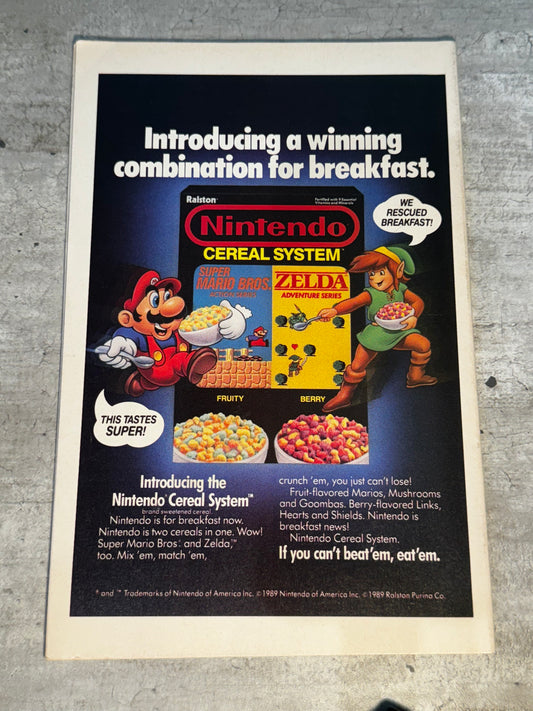 Introducing a winning
combination for breakfast.
Ralston
Fortified with 9 Essential
Vitamins and Minerals
Nintendo®
CEREAL SYSTEM™
WE
RESCUED
BREAKFAST!
SUPER
MARIO BROS.
ACTION SERIES
ZELDA
ADVENTURE SERIES
FRUITY
BERRY
THIS TASTES
SUPER!
Introducing the
Nintendo® Cereal System™
brand sweetened cereal.
Nintendo is for breakfast now.
Nintendo is two cereals in one. Wow!
Super Mario Bros.® and Zelda,™
too. Mix 'em, match 'em,
crunch 'em, you just can't lose!
Fruit-flavored Marios, Mushrooms
and Goombas. Berry-flavored Links,
Hearts and Shields. Nintendo is
breakfast news!
Nintendo Cereal System.
If you can't beat 'em, eat 'em.
® and ™ Trademarks of Nintendo of America Inc. ©1989 Nintendo of America Inc. ©1989 Ralston Purina Co.